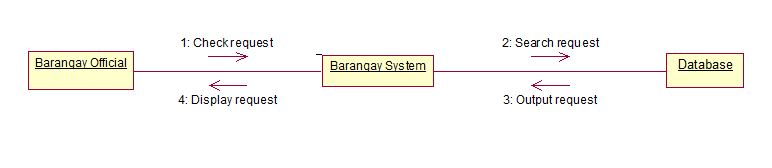 1: Check request
2: Search request
Barangay Official
Barangay System
Database
4: Display request
3: Output request